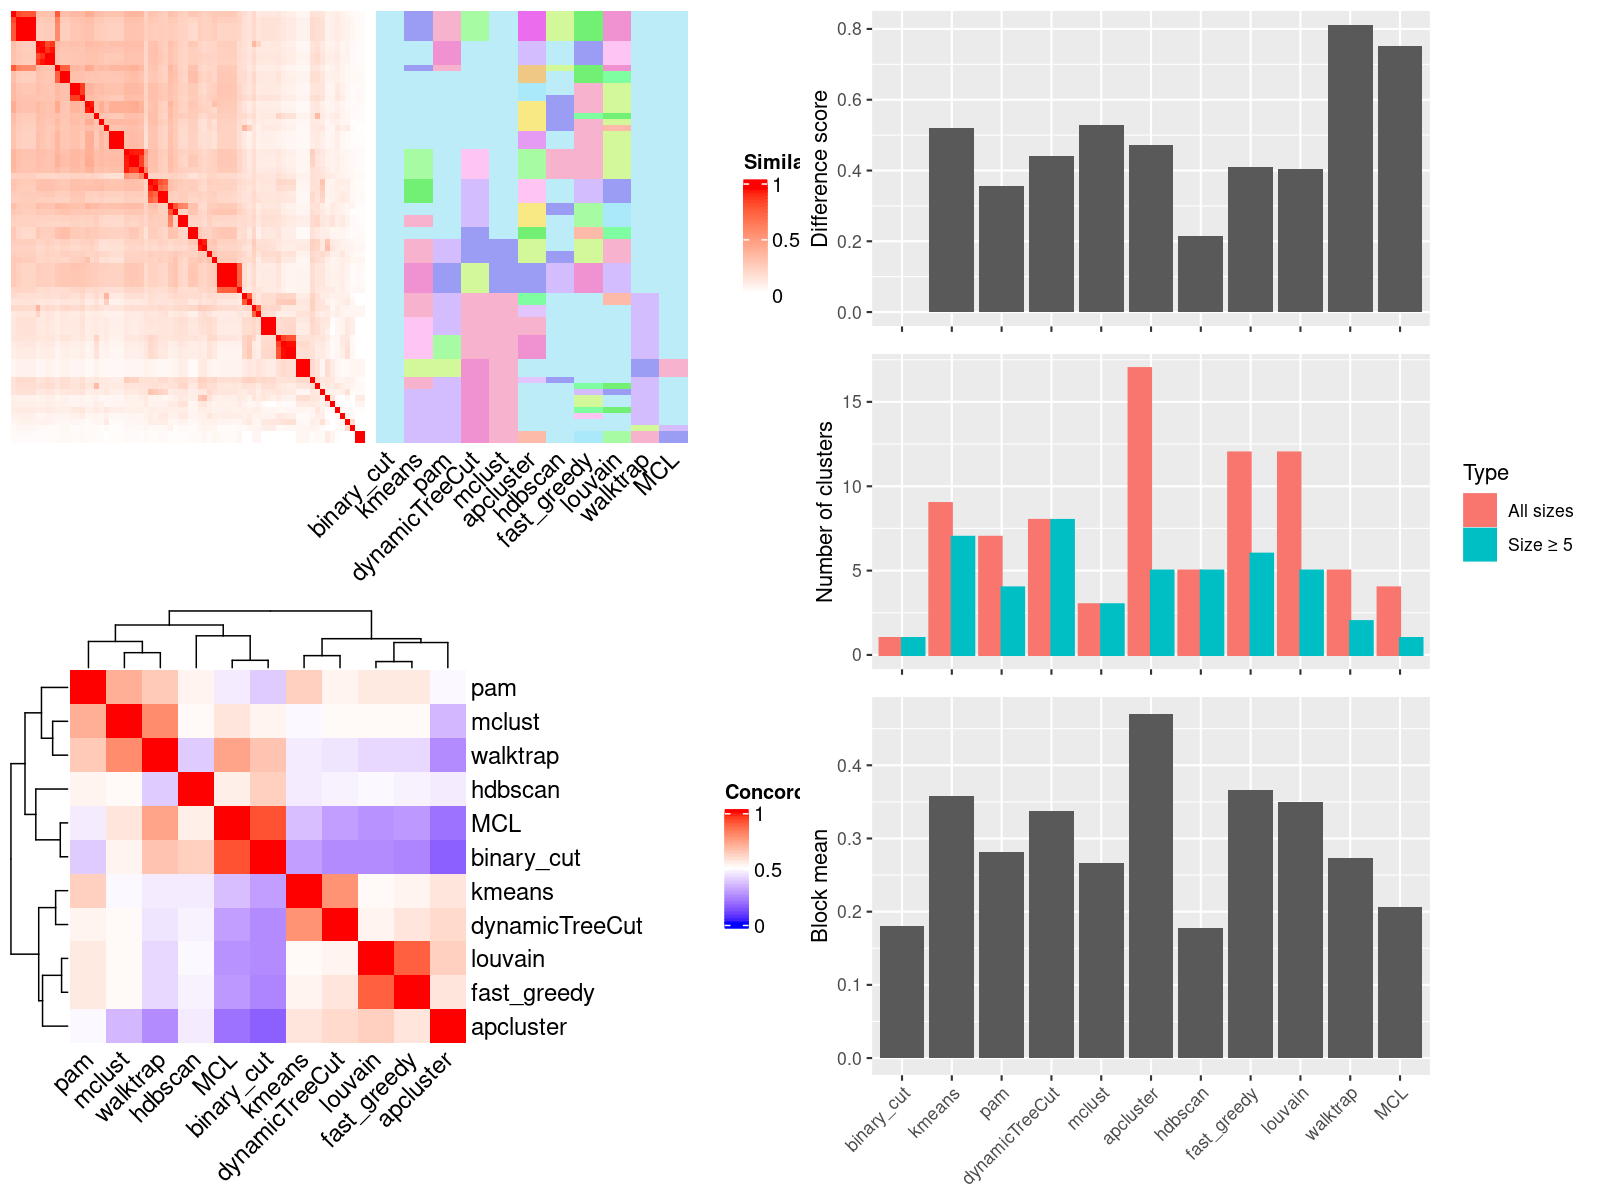 Simila
1
0.5
0
binary_cut
kmeans
pam
dynamicTreeCut
mclust
apcluster
hdbscan
fast_greedy
louvain
walktrap
MCL
pam
mclust
walktrap
hdbscan
MCL
binary_cut
kmeans
dynamicTreeCut
louvain
fast_greedy
apcluster
pam
mclust
walktrap
hdbscan
MCL
binary_cut
kmeans
dynamicTreeCut
louvain
fast_greedy
apcluster
Concord
1
0.5
0
Difference score
0.8
0.6
0.4
0.2
0.0
Number of clusters
15
10
5
0
Type
All sizes
Size ≥ 5
Block mean
0.4
0.3
0.2
0.1
0.0
binary_cut
kmeans
pam
dynamicTreeCut
mclust
apcluster
hdbscan
fast_greedy
louvain
walktrap
MCL